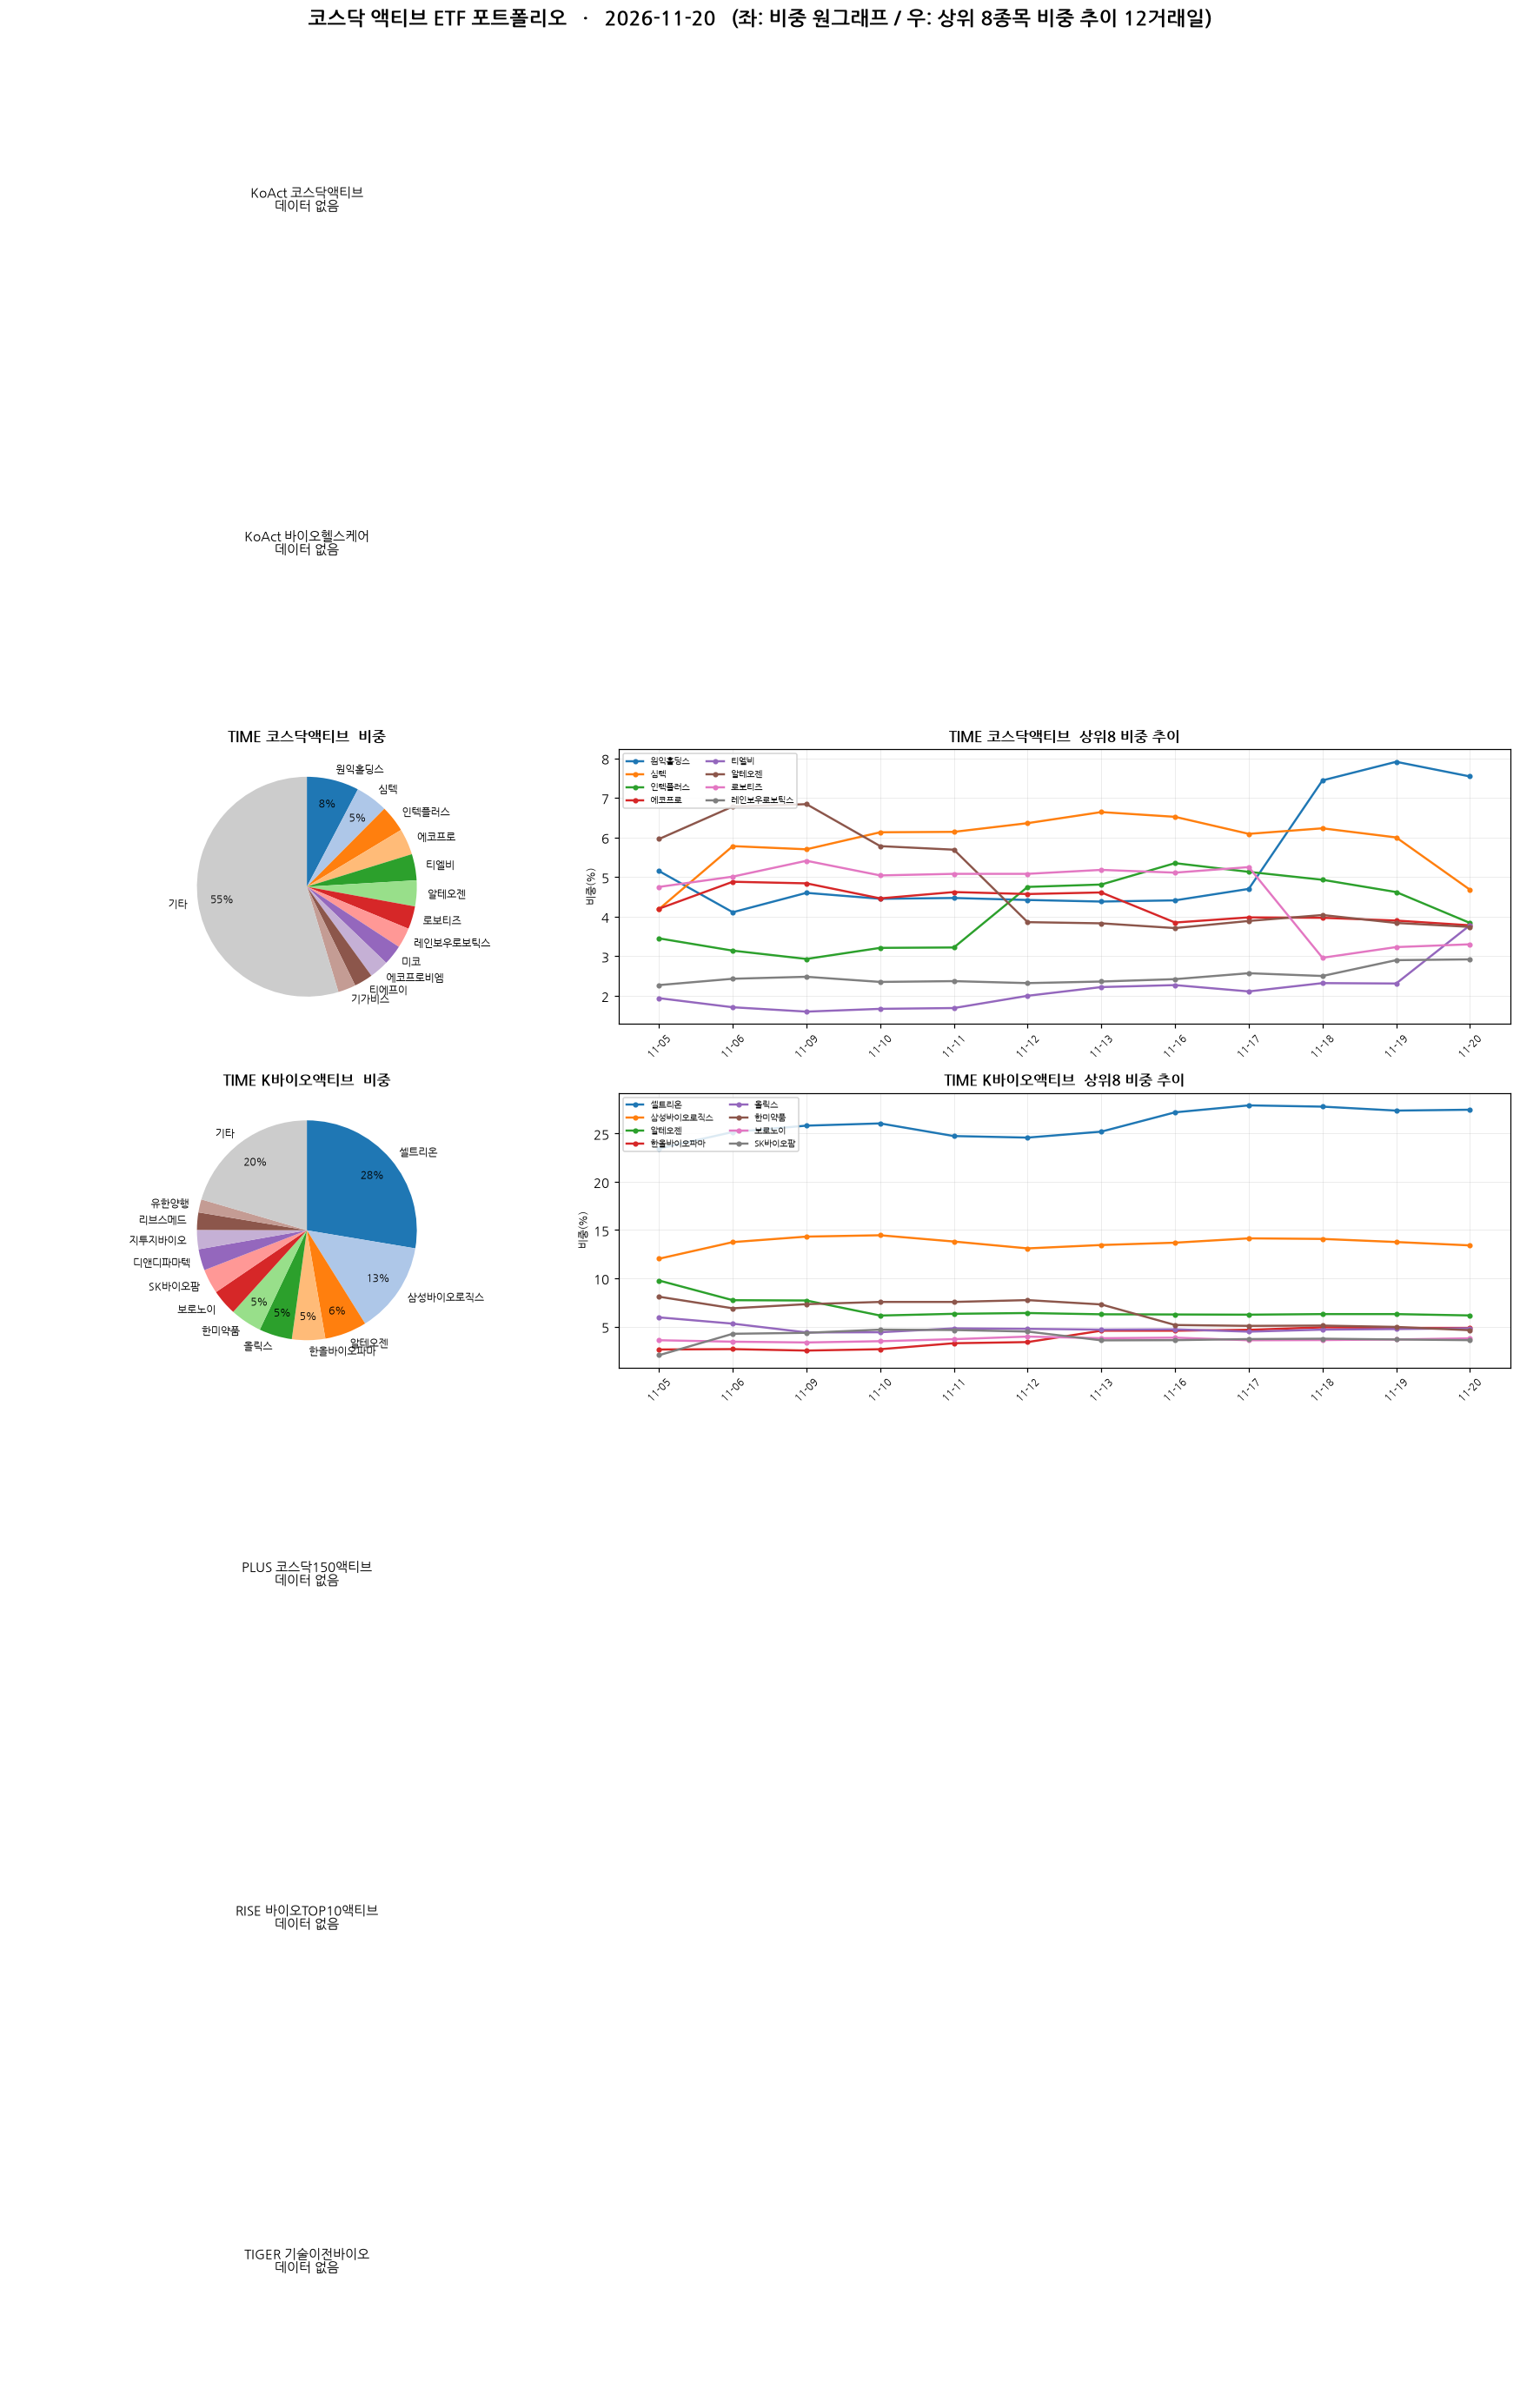 코스닥 액티브 ETF 포트폴리오 · 2026-11-20 (좌: 비중 원그래프 / 우: 상위 8종목 비중 추이 12거래일)
KoAct 코스닥액티브
데이터 없음
KoAct 바이오헬스케어
데이터 없음
TIME 코스닥액티브 비중
원익홀딩스
심텍
인텍플러스
에코프로
티엘비
알테오젠
로보티즈
레인보우로보틱스
미코
에코프로비엠
티에프이
기가비스
기타
8%
5%
55%
TIME 코스닥액티브 상위8 비중 추이
비중(%)
8
7
6
5
4
3
2
원익홀딩스
심텍
인텍플러스
에코프로
티엘비
알테오젠
로보티즈
레인보우로보틱스
11-05
11-06
11-09
11-10
11-11
11-12
11-13
11-16
11-17
11-18
11-19
11-20
TIME K바이오액티브 비중
기타
셀트리온
삼성바이오로직스
알테오젠
한올바이오파마
올릭스
한미약품
보로노이
SK바이오팜
디앤디파마텍
지투지바이오
리브스메드
유한양행
20%
28%
13%
6%
5%
5%
5%
TIME K바이오액티브 상위8 비중 추이
비중(%)
25
20
15
10
5
셀트리온
삼성바이오로직스
알테오젠
한올바이오파마
올릭스
한미약품
보로노이
SK바이오팜
11-05
11-06
11-09
11-10
11-11
11-12
11-13
11-16
11-17
11-18
11-19
11-20
PLUS 코스닥150액티브
데이터 없음
RISE 바이오TOP10액티브
데이터 없음
TIGER 기술이전바이오
데이터 없음